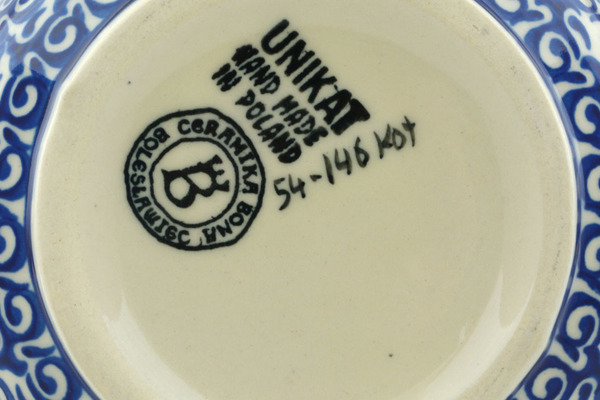 UNIKAT
HAND MADE
IN POLAND
54-146 Kot
CERAMIKA BONA
BOLESŁAWIEC
B